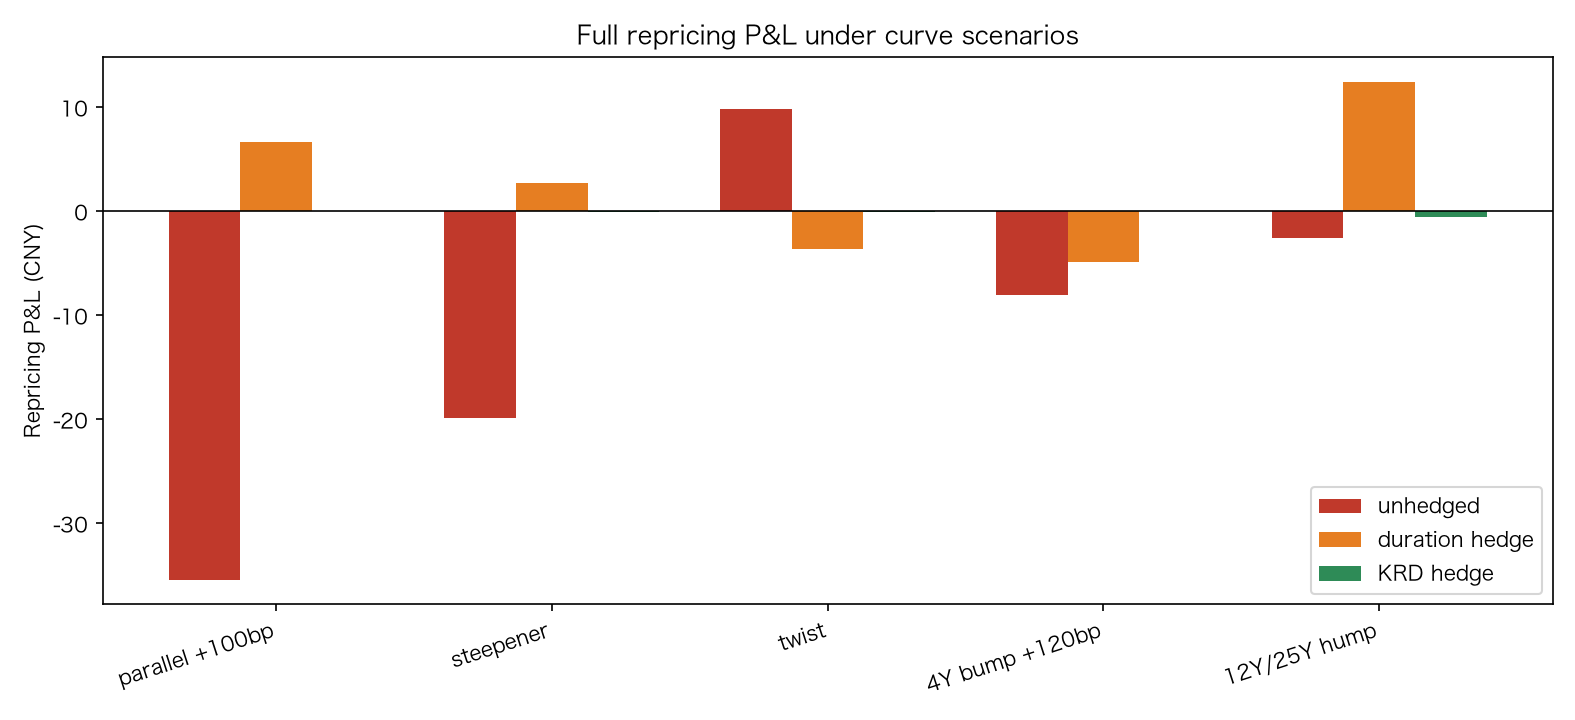 Full repricing P&L under curve scenarios
Repricing P&L (CNY)
10
0
-10
-20
-30
parallel +100bp
steepener
twist
4Y bump +120bp
12Y/25Y hump
unhedged
duration hedge
KRD hedge